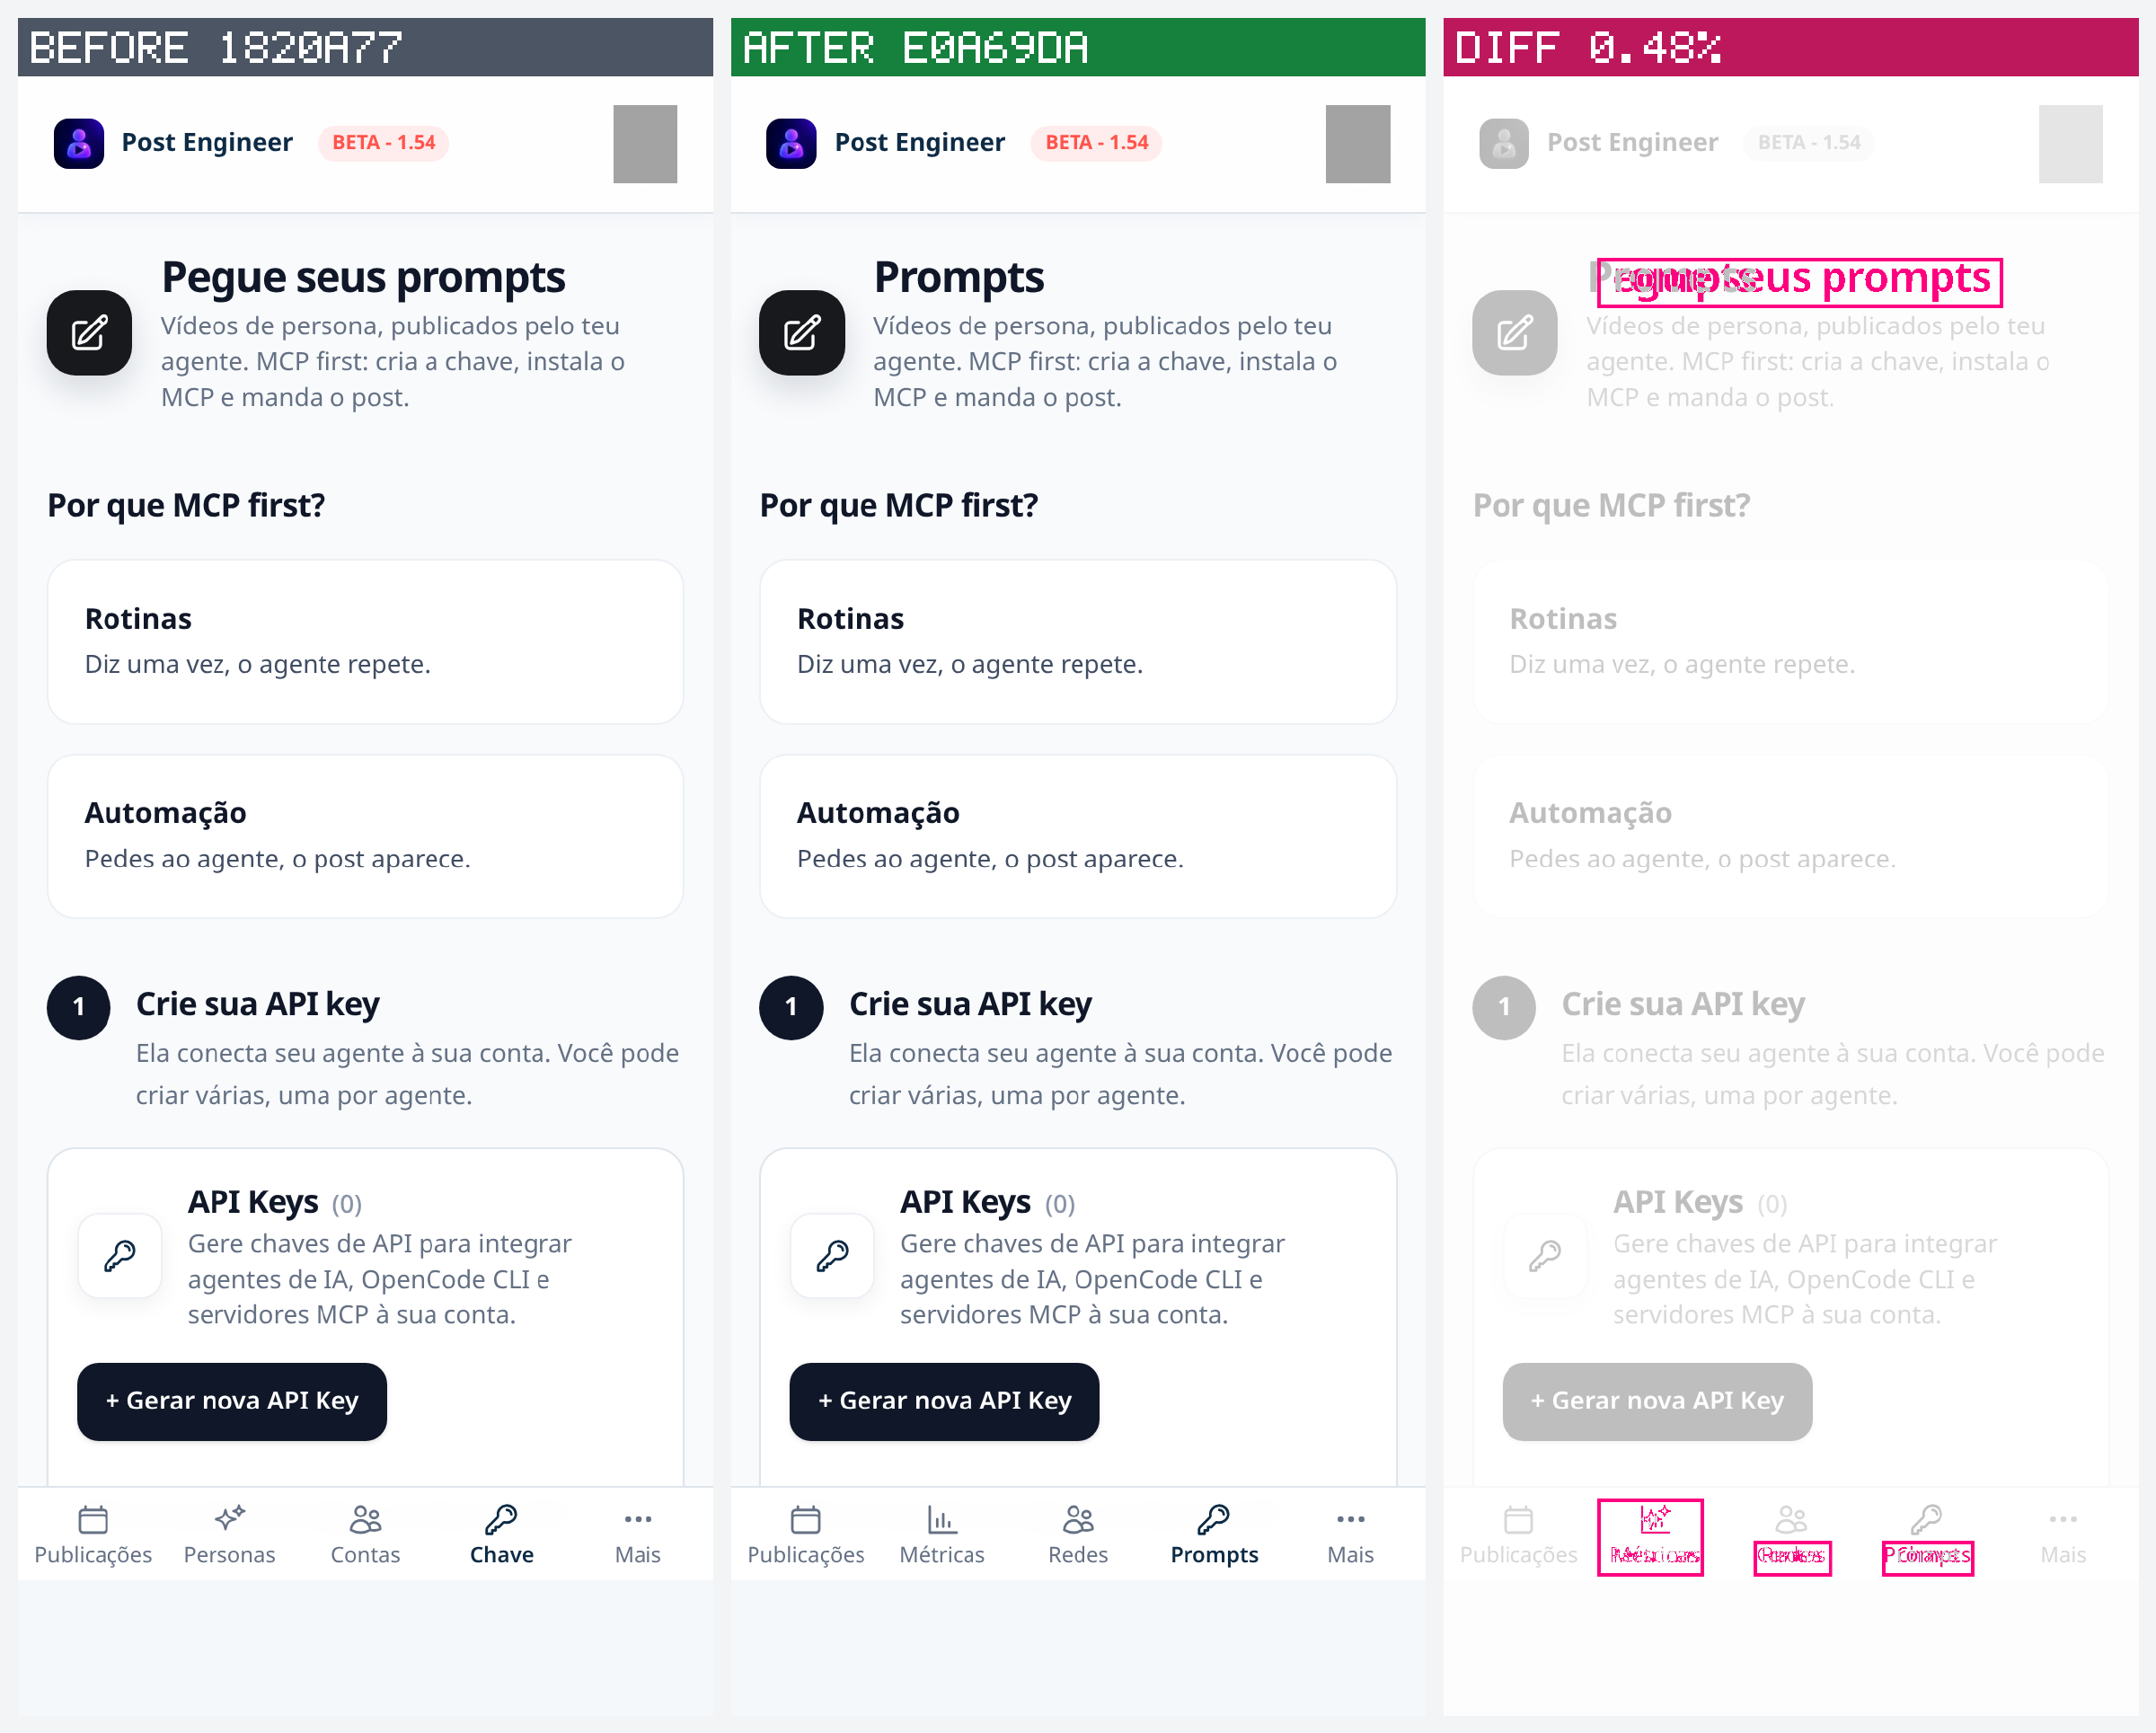 BEFORE 1820A77
Post Engineer
BETA - 1.54
Pegue seus prompts
Vídeos de persona, publicados pelo teu
agente. MCP first: cria a chave, instala o
MCP e manda o post.
Por que MCP first?
Rotinas
Diz uma vez, o agente repete.
Automação
Pedes ao agente, o post aparece.
1
Crie sua API key
Ela conecta seu agente à sua conta. Você pode
criar várias, uma por agente.
API Keys (0)
Gere chaves de API para integrar
agentes de IA, OpenCode CLI e
servidores MCP à sua conta.
+ Gerar nova API Key
Publicações
Personas
Contas
Chave
Mais
AFTER E0A69DA
Post Engineer
BETA - 1.54
Prompts
Vídeos de persona, publicados pelo teu
agente. MCP first: cria a chave, instala o
MCP e manda o post.
Por que MCP first?
Rotinas
Diz uma vez, o agente repete.
Automação
Pedes ao agente, o post aparece.
1
Crie sua API key
Ela conecta seu agente à sua conta. Você pode
criar várias, uma por agente.
API Keys (0)
Gere chaves de API para integrar
agentes de IA, OpenCode CLI e
servidores MCP à sua conta.
+ Gerar nova API Key
Publicações
Métricas
Redes
Prompts
Mais
DIFF 0.48%
Post Engineer
BETA - 1.54
prompts
Vídeos de persona, publicados pelo teu
agente. MCP first: cria a chave, instala o
MCP e manda o post.
Por que MCP first?
Rotinas
Diz uma vez, o agente repete.
Automação
Pedes ao agente, o post aparece.
1
Crie sua API key
Ela conecta seu agente à sua conta. Você pode
criar várias, uma por agente.
API Keys (0)
Gere chaves de API para integrar
agentes de IA, OpenCode CLI e
servidores MCP à sua conta.
+ Gerar nova API Key
Publicações
Mais